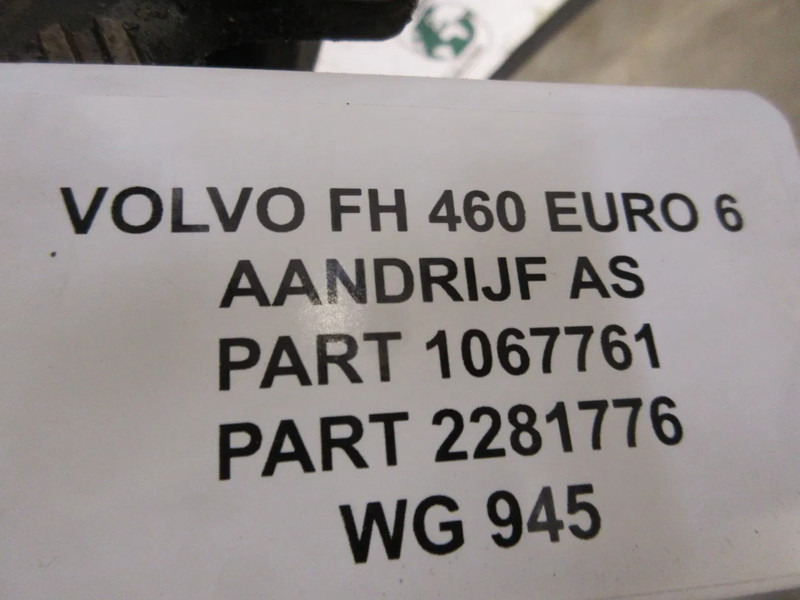 VOLVO FH 460 EURO 6
AANDRIJF AS
PART 1067761
PART 2281776
WG 945